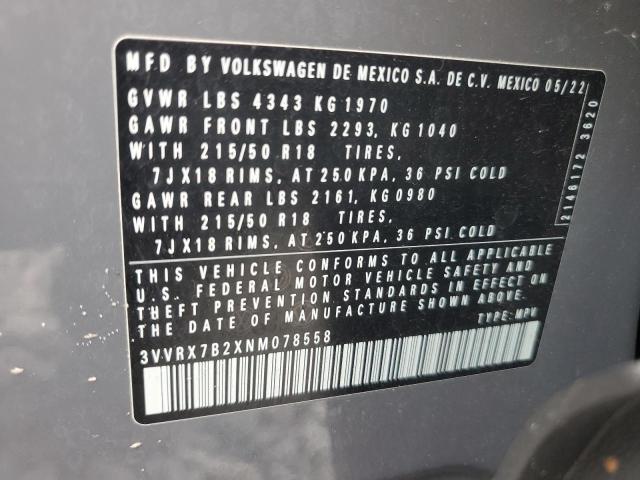 MFD BY VOLKSWAGEN DE MEXICO S.A. DE C.V. MEXICO 05/22
GVWR LBS 4343 KG 1970
GAWR FRONT LBS 2293, KG 1040
WITH 215/50 R18 TIRES,
7JX18 RIMS, AT 250 KPA, 36 PSI COLD
GAWR REAR LBS 2161, KG 0980
WITH 215/50 R18 TIRES,
7JX18 RIMS, AT 250 KPA, 36 PSI COLD
THIS VEHICLE CONFORMS TO ALL APPLICABLE
U.S. FEDERAL MOTOR VEHICLE SAFETY AND
THEFT PREVENTION STANDARDS IN EFFECT ON
THE DATE OF MANUFACTURE SHOWN ABOVE.
TYPE: MPV
3VVRX7B2XNM078558
2146172 3620